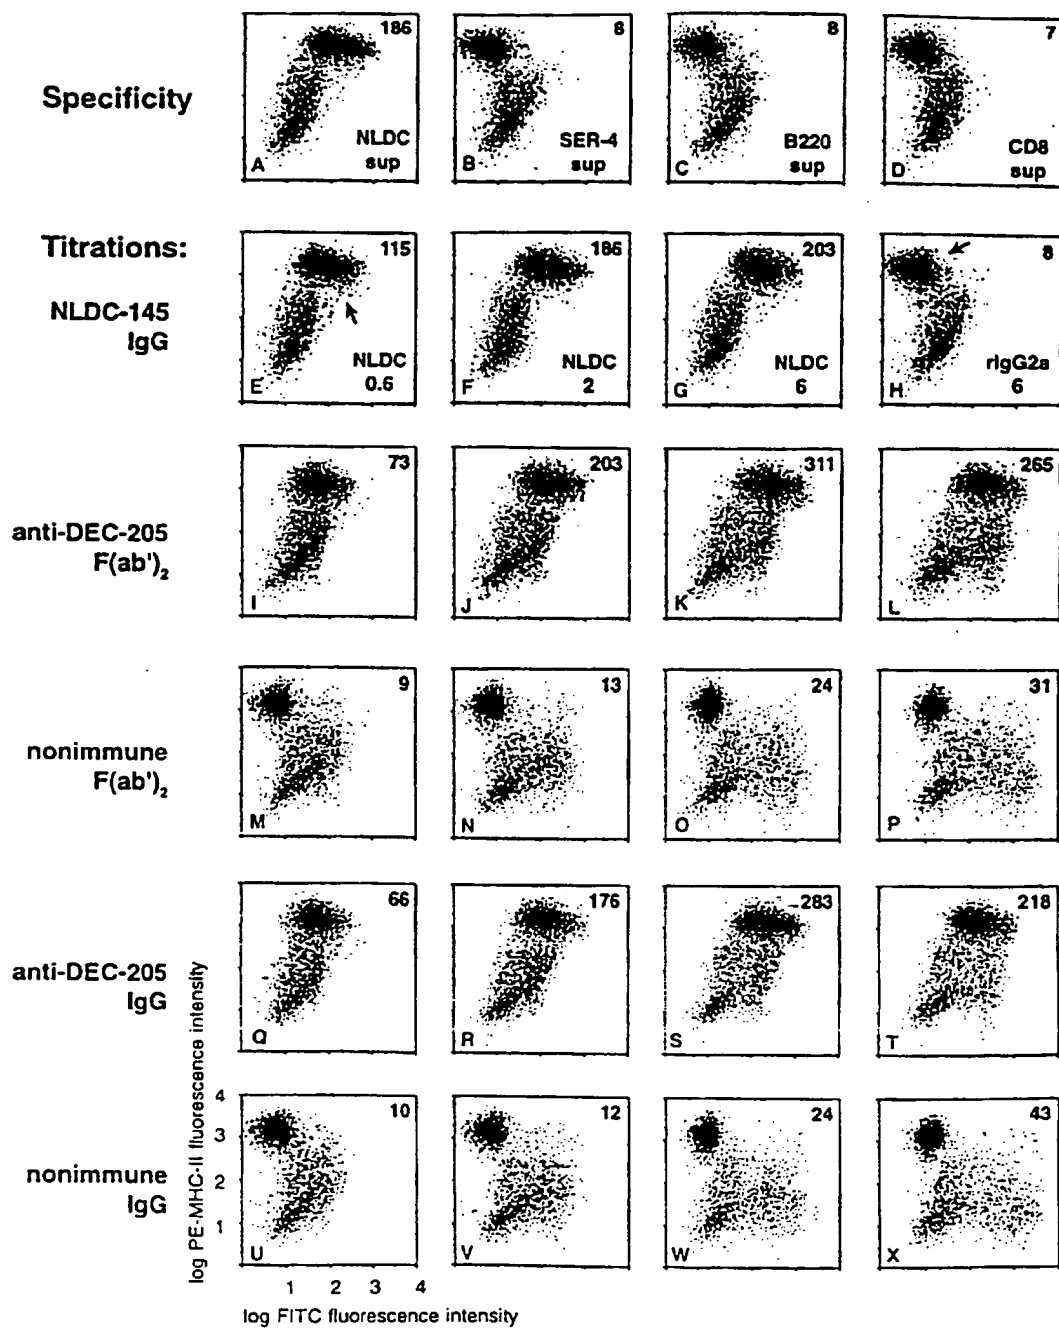 Specificity
186
NLDC
sup
A
8
SER-4
sup
B
8
B220
sup
C
7
CD8
sup
D
Titrations:
NLDC-145
IgG
115
NLDC
0.6
E
186
NLDC
2
F
203
NLDC
6
G
8
rIgG2a
6
H
anti-DEC-205
F(ab')₂
73
I
203
J
311
K
265
L
nonimmune
F(ab')₂
9
M
13
N
24
O
31
P
anti-DEC-205
IgG
66
Q
176
R
283
S
218
T
nonimmune
IgG
log PE-MHC-II fluorescence intensity
4
3
2
1
10
U
12
V
24
W
43
X
1 2 3 4
log FITC fluorescence intensity